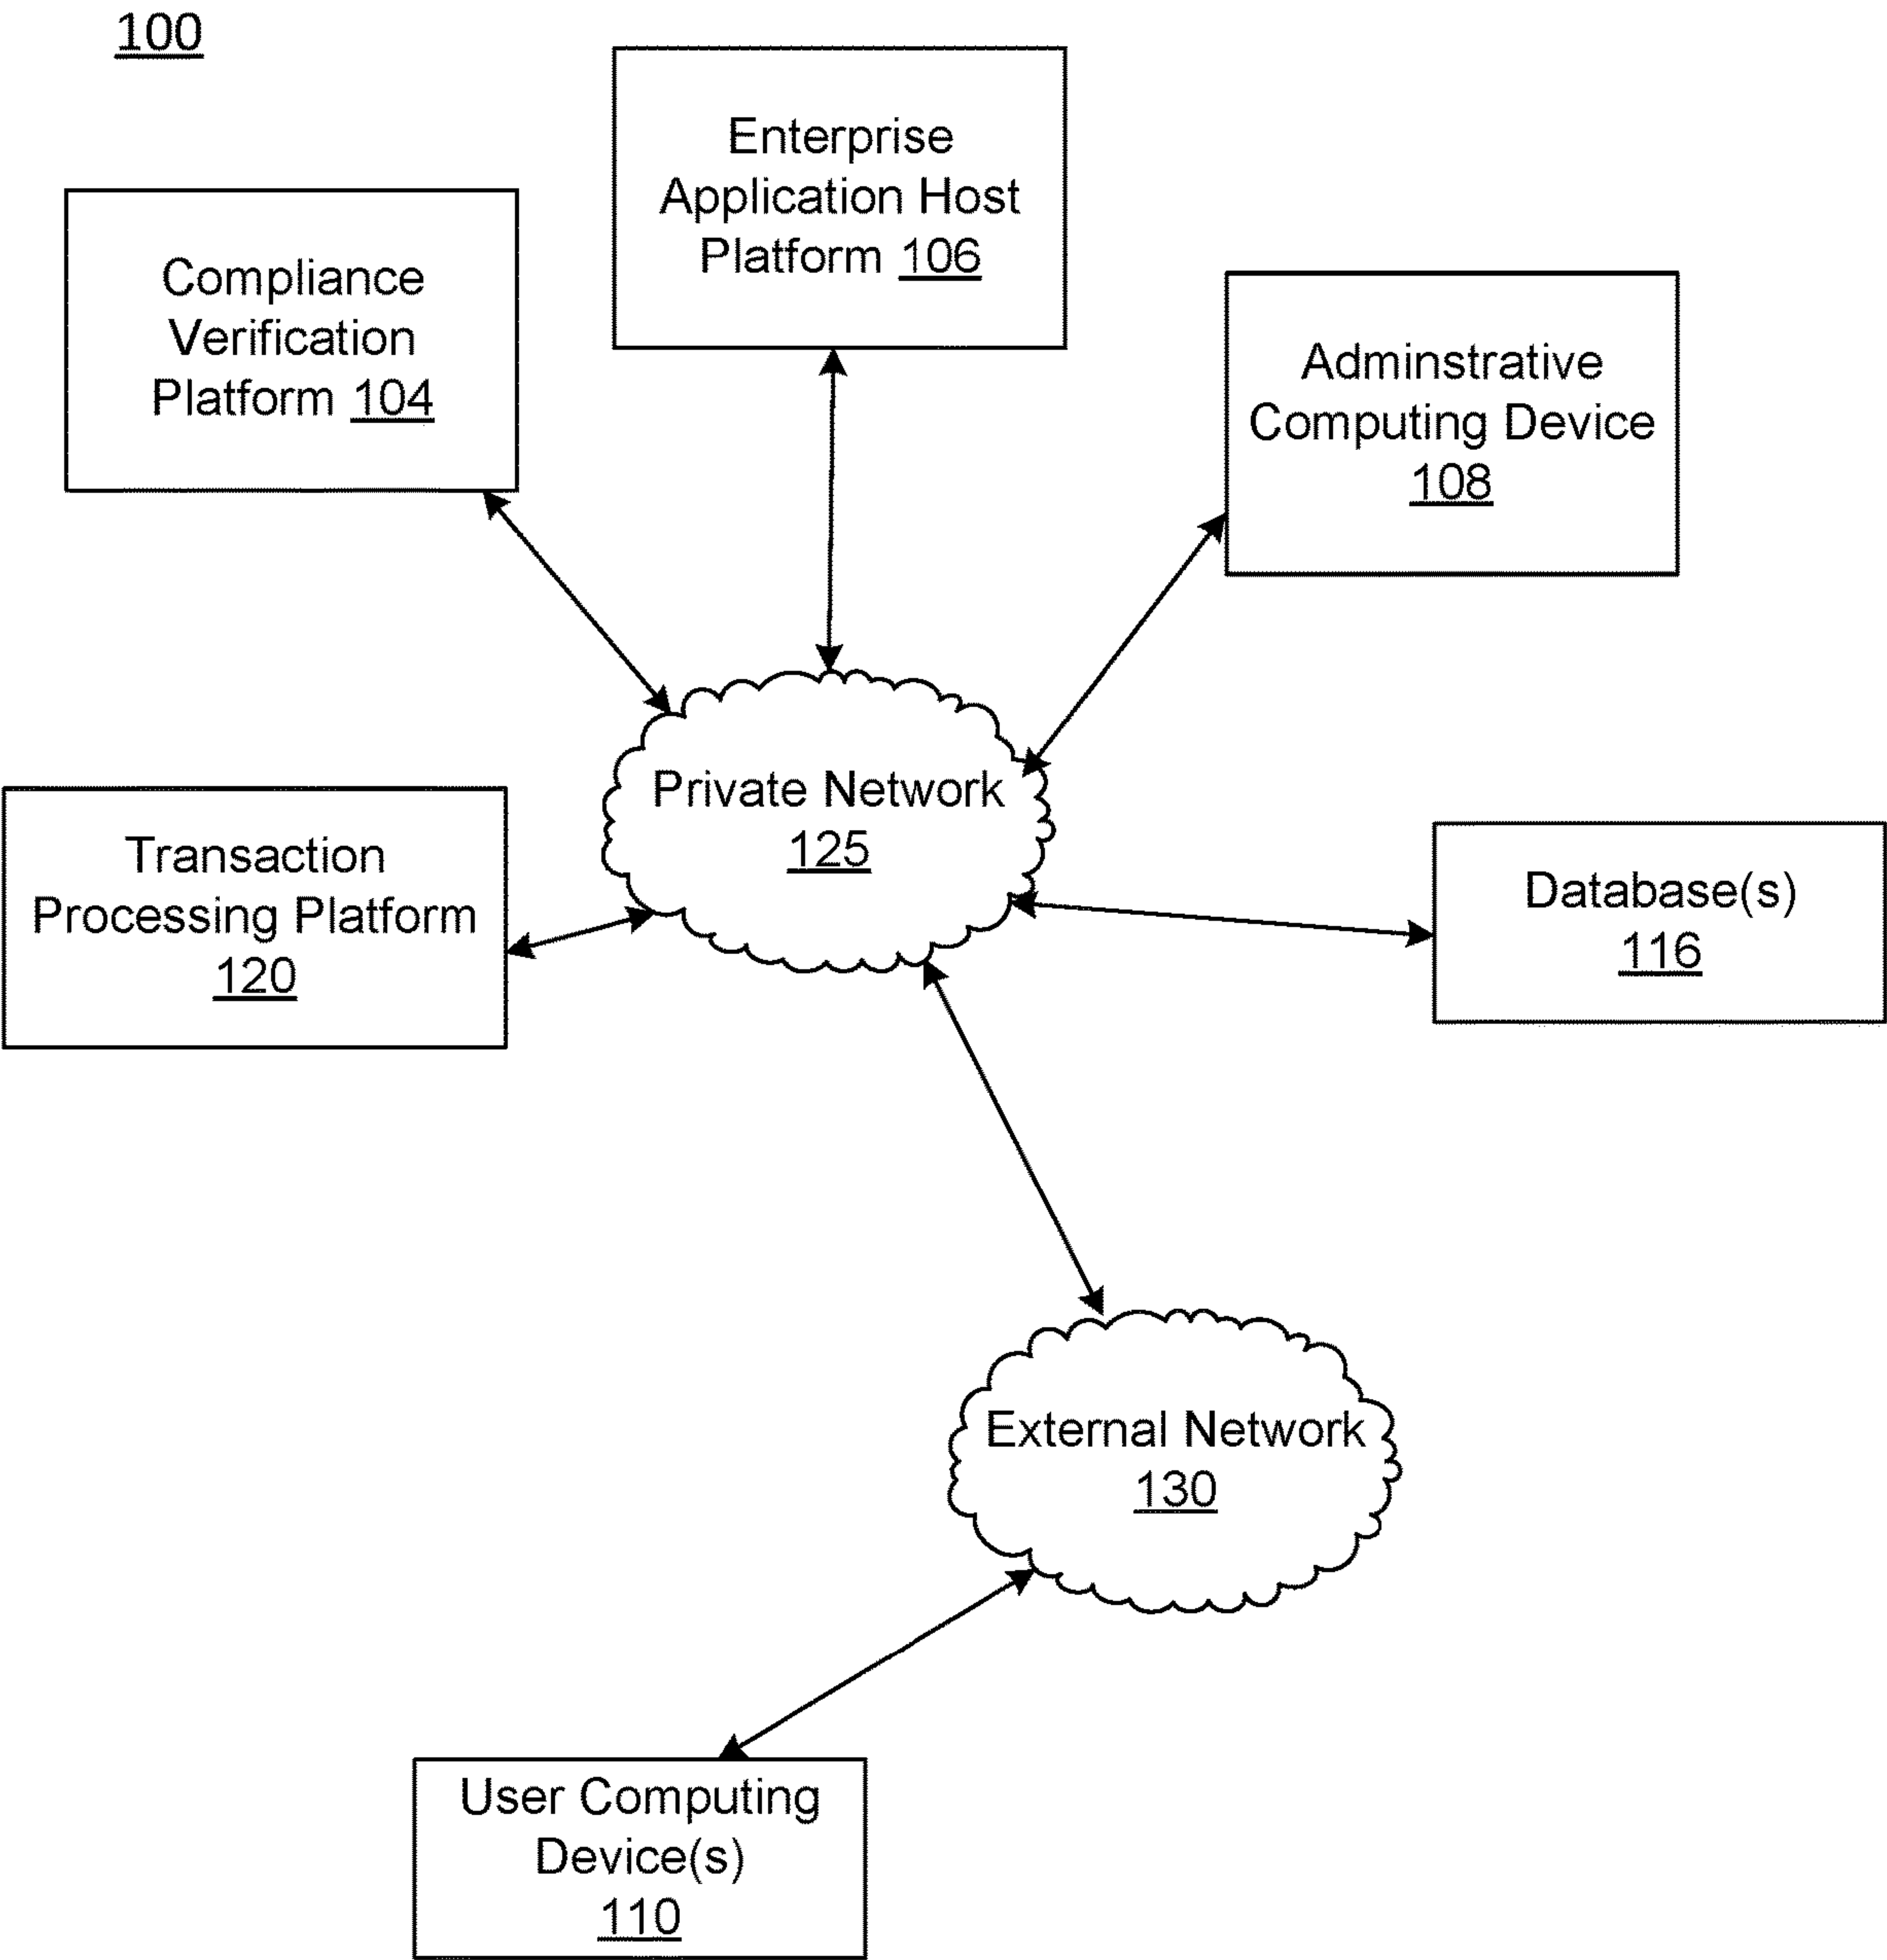 100
Enterprise
Application Host
Platform 106
Compliance
Verification
Platform 104
Adminstrative
Computing Device
108
Private Network
125
Transaction
Processing Platform
120
Database(s)
116
External Network
130
User Computing
Device(s)
110